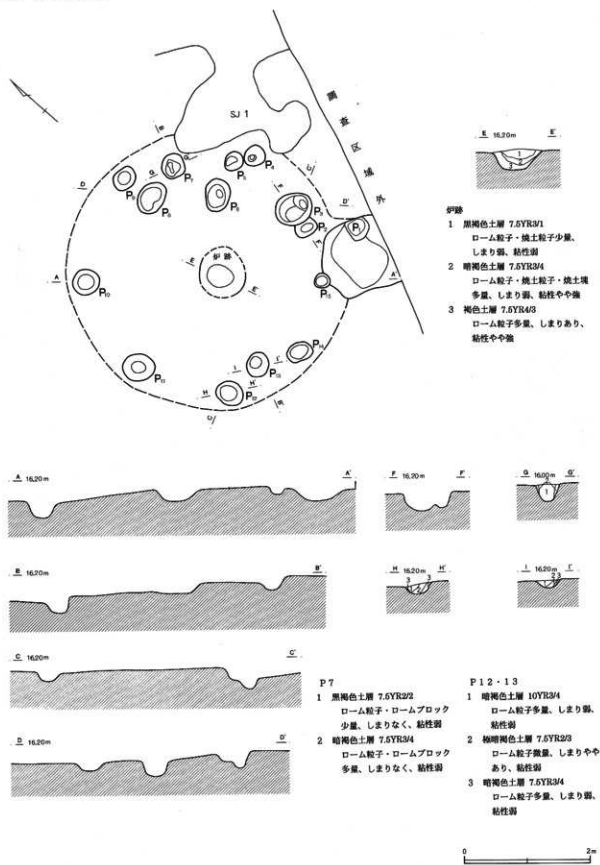 SJ 1
調査区域外
B
C
D
D'
G
G'
F
F'
P7
P5
P4
P9
P6
P8
P3
P2
P1
A
A'
炉跡
E
E'
P10
P15
P14
I
I'
P13
P11
H
H'
P12
C
B
E 16.20m E'
1
2
3
炉跡
1 黒褐色土層 7.5YR3/1
ローム粒子・焼土粒子少量、
しまり弱、粘性弱
2 暗褐色土層 7.5YR3/4
ローム粒子・焼土粒子・焼土塊
多量、しまり弱、粘性やや強
3 褐色土層 7.5YR4/3
ローム粒子多量、しまりあり、
粘性やや強
A 16.20m A'
F 16.20m F'
G 16.00m G'
1
B 16.20m B'
H 16.20m H'
3 3
I 16.20m I'
2 3
C 16.20m C'
D 16.20m D'
P7
1 黒褐色土層 7.5YR2/2
ローム粒子・ロームブロック
少量、しまりなく、粘性弱
2 暗褐色土層 7.5YR3/4
ローム粒子・ロームブロック
多量、しまりなく、粘性弱
P12・13
1 暗褐色土層 10YR3/4
ローム粒子多量、しまり弱、
粘性弱
2 極暗褐色土層 7.5YR2/3
ローム粒子微量、しまりやや
あり、粘性弱
3 暗褐色土層 7.5YR3/4
ローム粒子多量、しまり弱、
粘性弱
0 2m